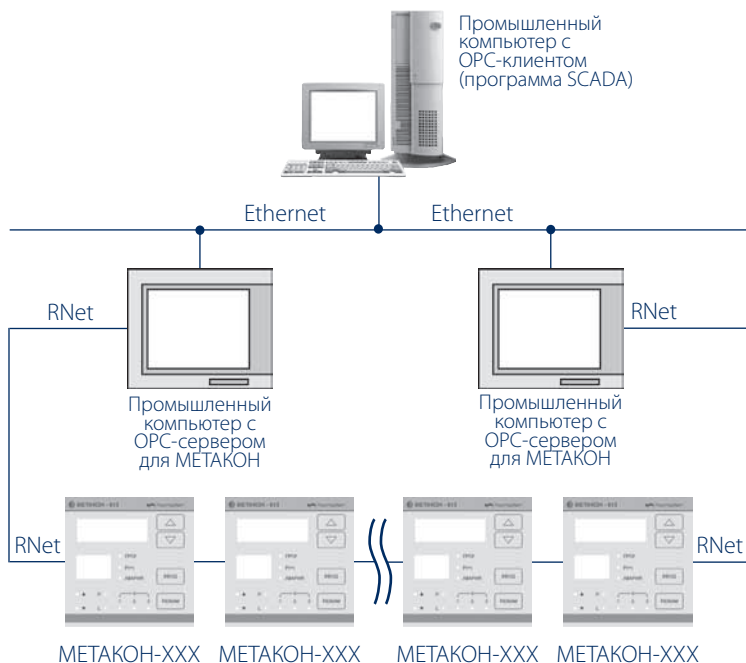 Промышленный
компьютер с
OPC-клиентом
(программа SCADA)
Ethernet
Ethernet
RNet
RNet
Промышленный
компьютер с
OPC-сервером
для МЕТАКОН
Промышленный
компьютер с
OPC-сервером
для МЕТАКОН
RNet
RNet
МЕТАКОН-XXX
МЕТАКОН-XXX
МЕТАКОН-XXX
МЕТАКОН-XXX